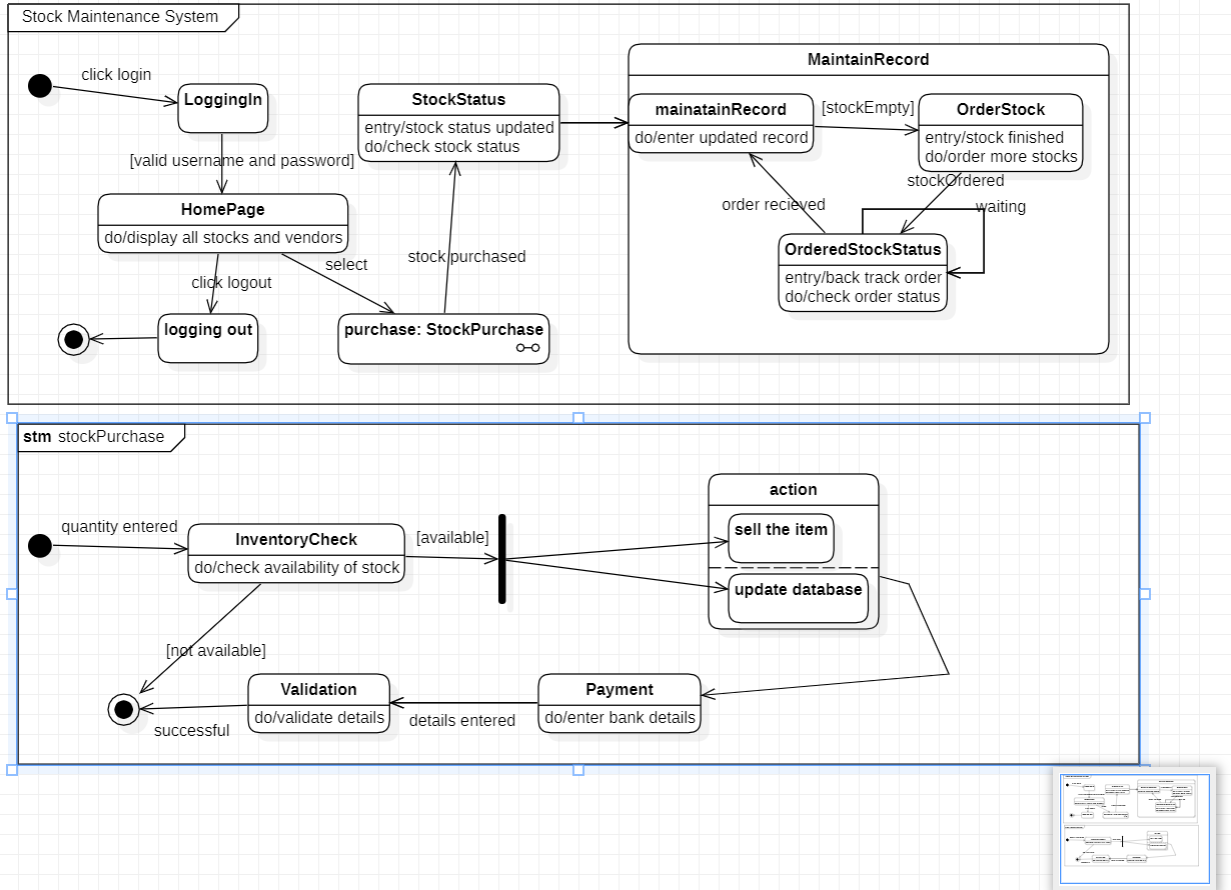 Stock Maintenance System
click login
LoggingIn
[valid username and password]
HomePage
do/display all stocks and vendors
click logout
select
logging out
purchase: StockPurchase
stock purchased
StockStatus
entry/stock status updated
do/check stock status
MaintainRecord
mainatainRecord
do/enter updated record
[stockEmpty]
OrderStock
entry/stock finished
do/order more stocks
stockOrdered
waiting
order recieved
OrderedStockStatus
entry/back track order
do/check order status
stm stockPurchase
quantity entered
InventoryCheck
do/check availability of stock
[available]
action
sell the item
update database
[not available]
Validation
do/validate details
successful
details entered
Payment
do/enter bank details